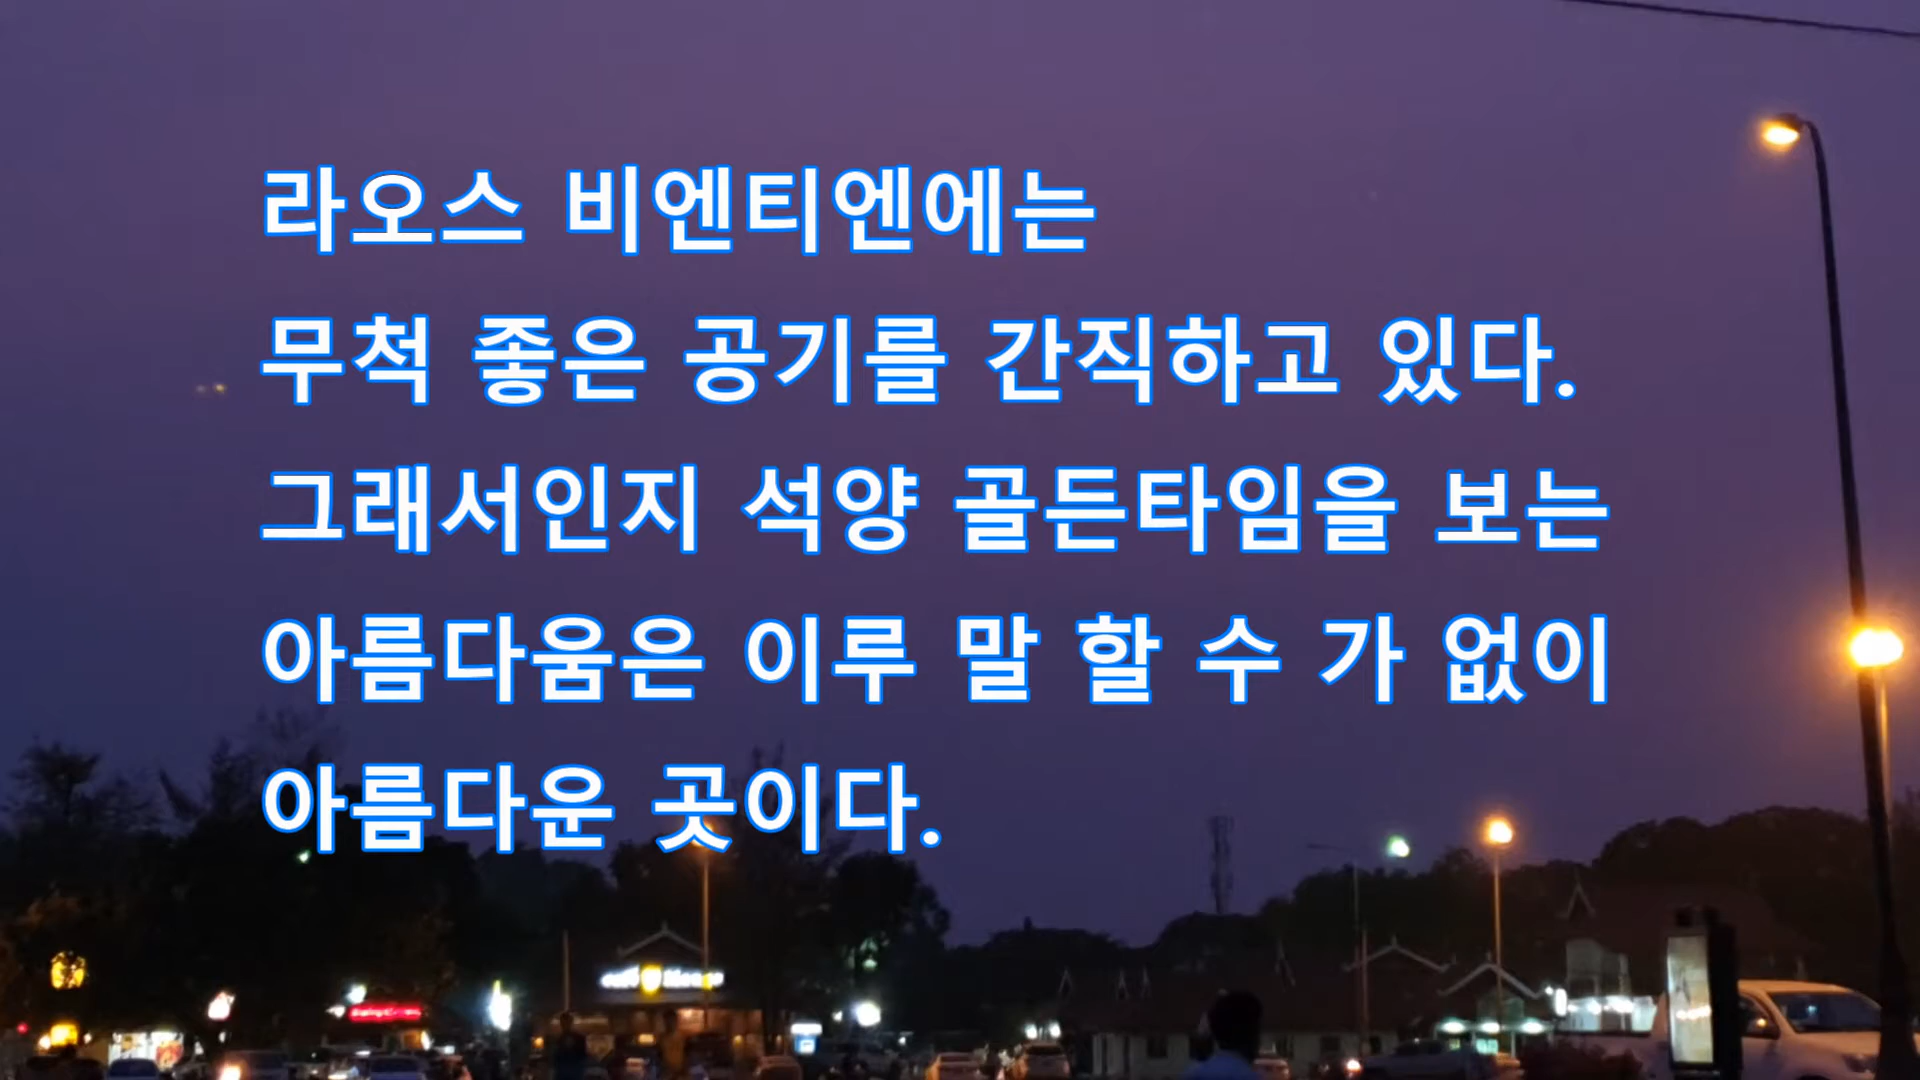 라오스 비엔티엔에는
무척 좋은 공기를 간직하고 있다.
그래서인지 석양 골든타임을 보는
아름다움은 이루 말 할 수 가 없이
아름다운 곳이다.